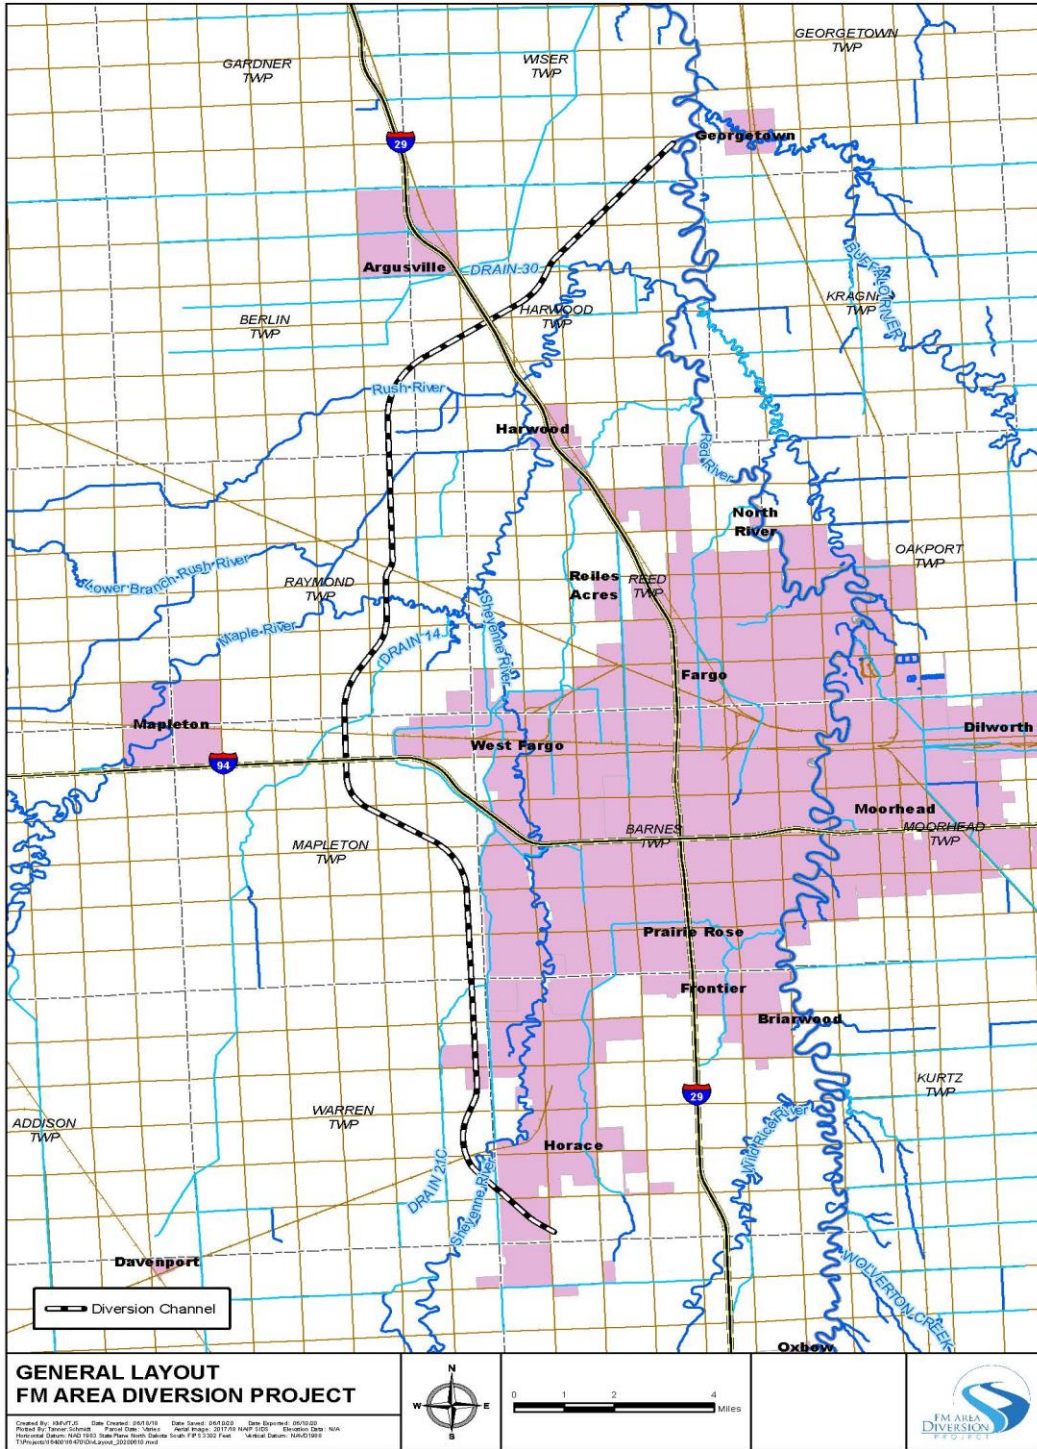 GEORGETOWN
TWP
WISER
TWP
GARDNER
TWP
Georgetown
29
BUFFALO RIVER
Argusville
DRAIN 30
KRAGNES
TWP
HARWOOD
TWP
BERLIN
TWP
Rush River
Harwood
Red River
North
River
OAKPORT
TWP
Lower Branch Rush River
RAYMOND
TWP
Reiles
Acres
REED
TWP
Sheyenne River
Maple River
DRAIN 14
Fargo
Mapleton
West Fargo
Dilworth
94
Moorhead
BARNES
TWP
MOORHEAD
TWP
MAPLETON
TWP
Prairie Rose
Frontier
Briarwood
KURTZ
TWP
29
WARREN
TWP
ADDISON
TWP
Wild Rice River
Horace
DRAIN 21C
Sheyenne River
Davenport
WOLVERTON CREEK
Diversion Channel
Oxbow
GENERAL LAYOUT
FM AREA DIVERSION PROJECT
N
W
E
S
0 1 2 4
Miles
FM AREA
DIVERSION
PROJECT